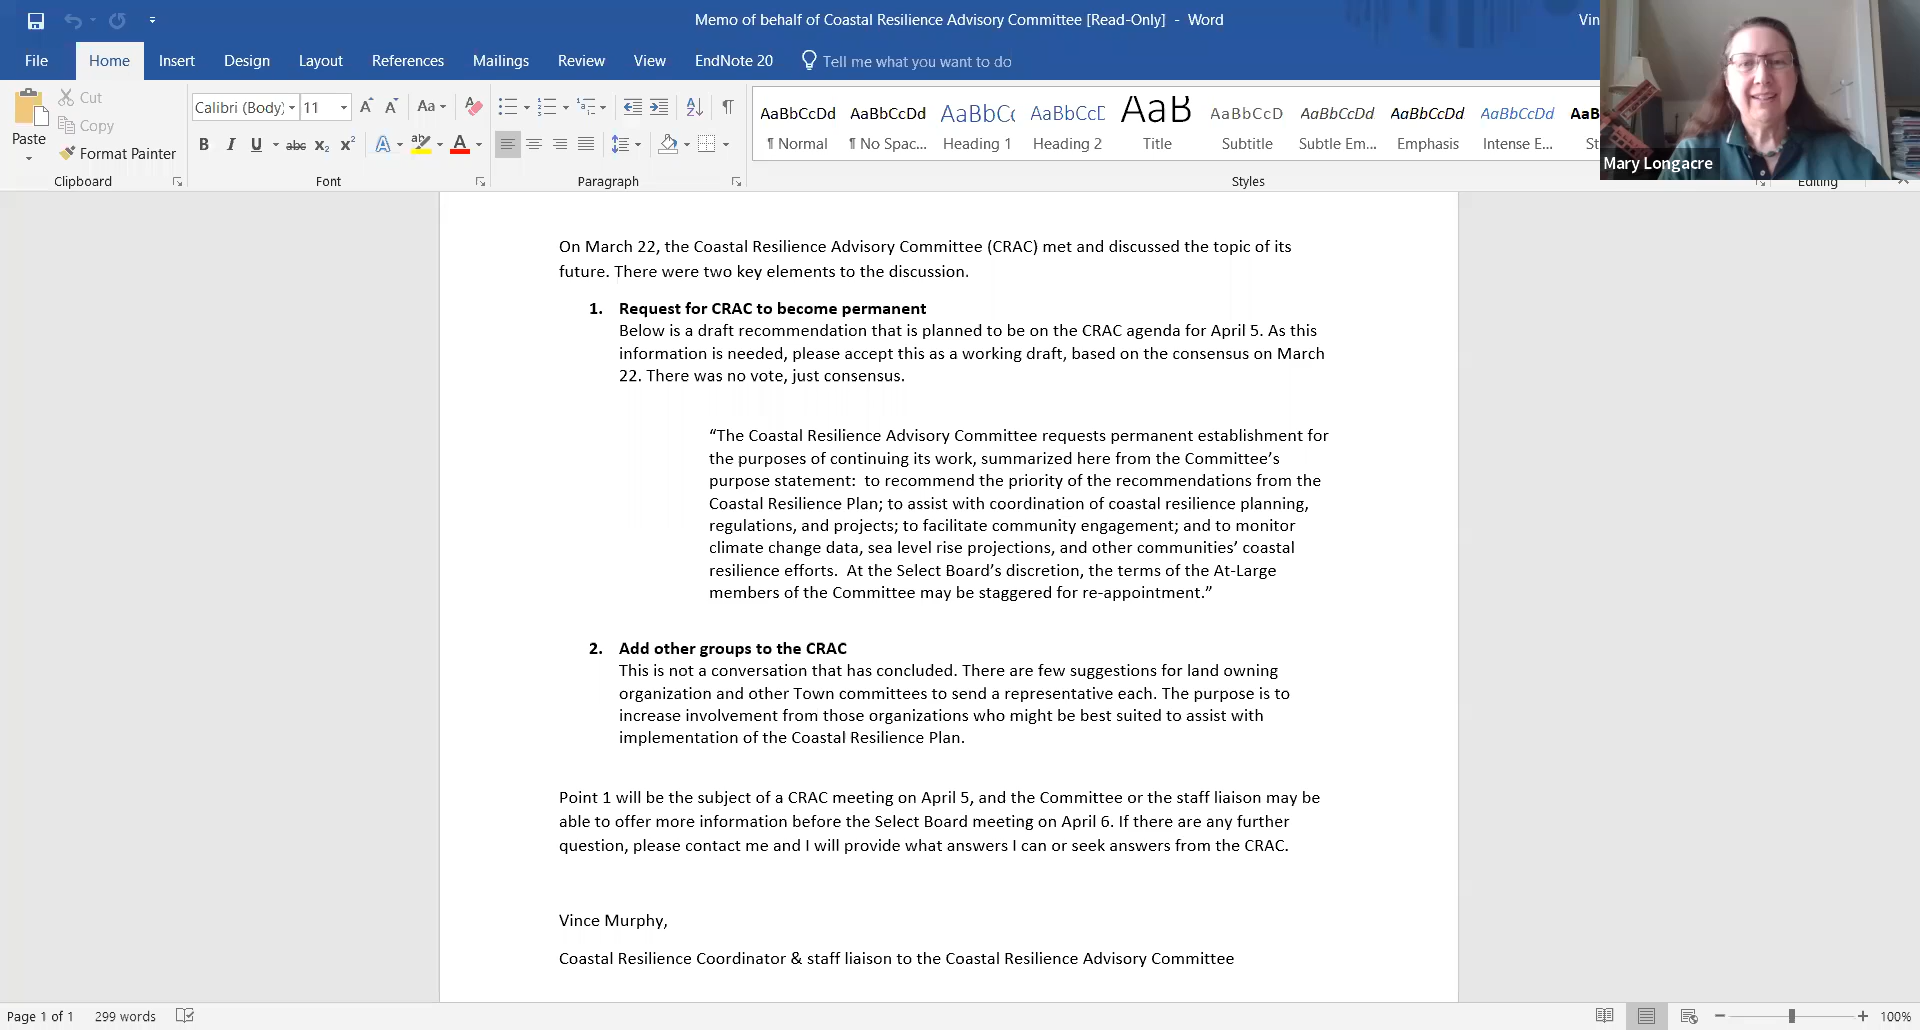 Memo of behalf of Coastal Resilience Advisory Committee [Read-Only] - Word
Vin
File Home Insert Design Layout References Mailings Review View EndNote 20 Tell me what you want to do
Paste
Cut
Copy
Format Painter
Clipboard
Calibri (Body) 11
Aa
B I U abc x₂ x² A A
Font
Paragraph
AaBbCcDd AaBbCcDd AaBbCc AaBbCcD AaB AaBbCcD AaBbCcDd AaBbCcDd AaBbCcDd AaBb
¶ Normal ¶ No Spac... Heading 1 Heading 2 Title Subtitle Subtle Em... Emphasis Intense E... St
Styles
Editing
Mary Longacre
On March 22, the Coastal Resilience Advisory Committee (CRAC) met and discussed the topic of its
future. There were two key elements to the discussion.
1. Request for CRAC to become permanent
Below is a draft recommendation that is planned to be on the CRAC agenda for April 5. As this
information is needed, please accept this as a working draft, based on the consensus on March
22. There was no vote, just consensus.
“The Coastal Resilience Advisory Committee requests permanent establishment for
the purposes of continuing its work, summarized here from the Committee’s
purpose statement:  to recommend the priority of the recommendations from the
Coastal Resilience Plan; to assist with coordination of coastal resilience planning,
regulations, and projects; to facilitate community engagement; and to monitor
climate change data, sea level rise projections, and other communities’ coastal
resilience efforts.  At the Select Board’s discretion, the terms of the At-Large
members of the Committee may be staggered for re-appointment.”
2. Add other groups to the CRAC
This is not a conversation that has concluded. There are few suggestions for land owning
organization and other Town committees to send a representative each. The purpose is to
increase involvement from those organizations who might be best suited to assist with
implementation of the Coastal Resilience Plan.
Point 1 will be the subject of a CRAC meeting on April 5, and the Committee or the staff liaison may be
able to offer more information before the Select Board meeting on April 6. If there are any further
question, please contact me and I will provide what answers I can or seek answers from the CRAC.
Vince Murphy,
Coastal Resilience Coordinator & staff liaison to the Coastal Resilience Advisory Committee
Page 1 of 1 299 words
100%